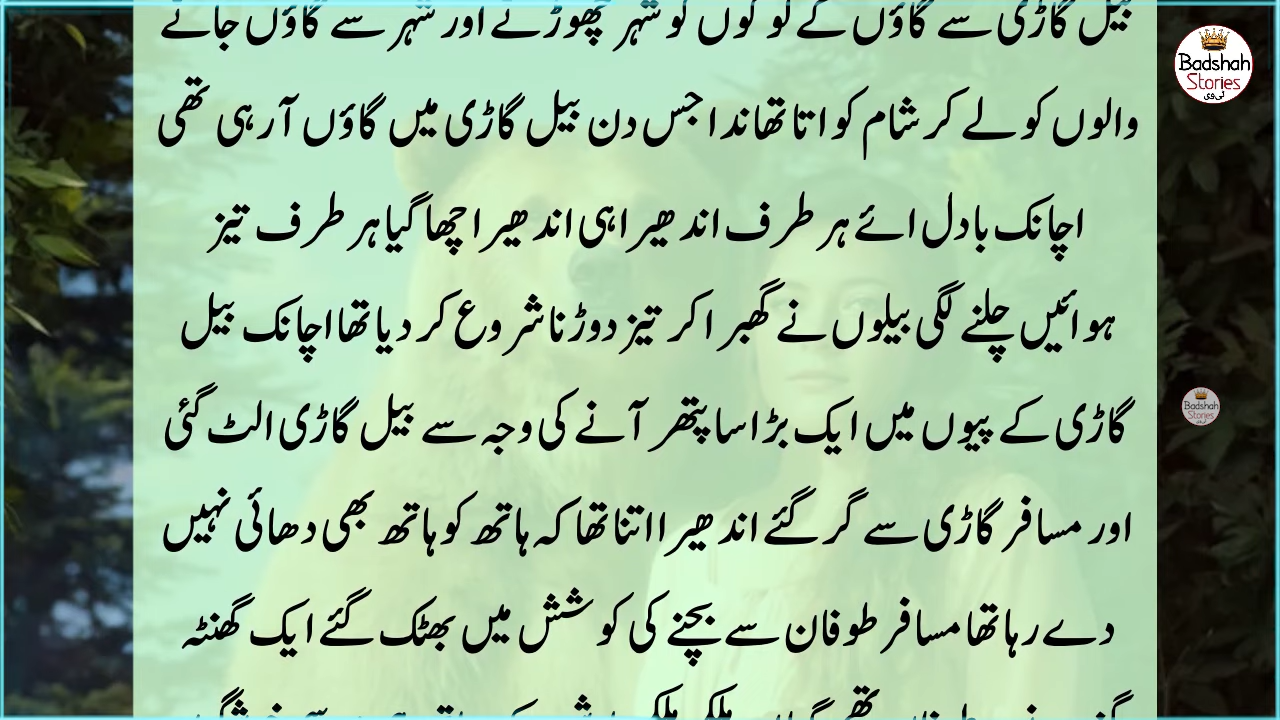 بیل گاڑی سے گاؤں کے لوگوں کو شہر چھوڑنے اور شہر سے گاؤں جانے
والوں کو لے کر شام کو اتا تھا ندا جس دن بیل گاڑی میں گاؤں آ رہی تھی
اچانک بادل ائے ہر طرف اندھیرا ہی اندھیرا چھا گیا ہر طرف تیز
ہوائیں چلنے لگی بیلوں نے گھبرا کر تیز دوڑنا شروع کر دیا تھا اچانک بیل
گاڑی کے پیوں میں ایک بڑا سا پتھر آنے کی وجہ سے بیل گاڑی الٹ گئی
اور مسافر گاڑی سے گر گئے اندھیرا اتنا تھا کہ ہاتھ کو ہاتھ بھی دھائی نہیں
دے رہا تھا مسافر طوفان سے بچنے کی کوشش میں بھٹک گئے ایک گھنٹہ
Badshah
Stories
ٹی وی
Badshah
Stories